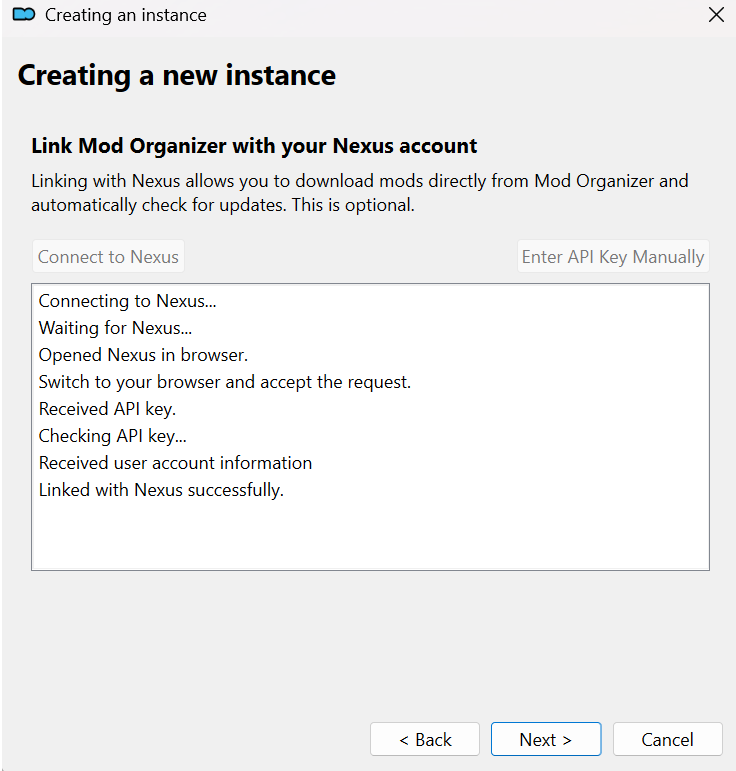 Creating an instance
Creating a new instance
Link Mod Organizer with your Nexus account
Linking with Nexus allows you to download mods directly from Mod Organizer and
automatically check for updates. This is optional.
Connect to Nexus
Enter API Key Manually
Connecting to Nexus...
Waiting for Nexus...
Opened Nexus in browser.
Switch to your browser and accept the request.
Received API key.
Checking API key...
Received user account information
Linked with Nexus successfully.
< Back
Next >
Cancel